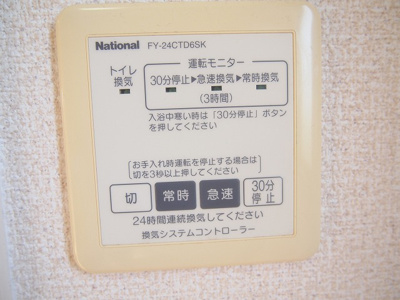 National FY-24CTD6SK
運転モニター
トイレ
換気
30分停止▶急速換気▶常時換気
(3時間)
入浴中寒い時は「30分停止」ボタン
を押してください
お手入れ時運転を停止する場合は
切を3秒以上押してください
切 常時 急速 30分
停止
24時間連続換気してください
換気システムコントローラー